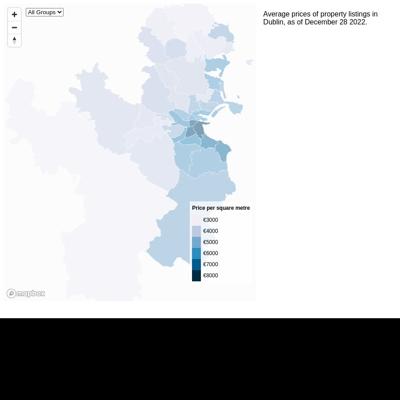 All Groups
Average prices of property listings in
Dublin, as of December 28 2022.
Price per square metre
€3000
€4000
€5000
€6000
€7000
€8000
mapbox